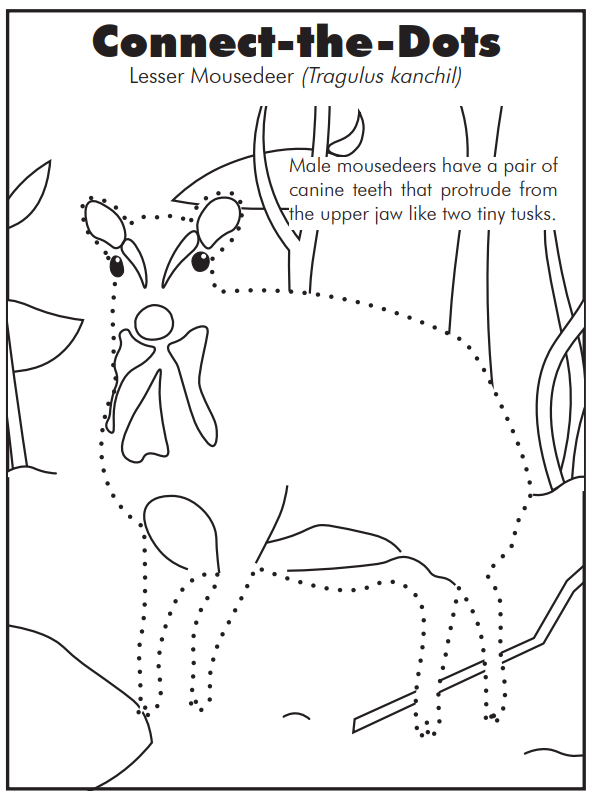 Connect-the-Dots
Lesser Mousedeer (Tragulus kanchil)
Male mousedeers have a pair of
canine teeth that protrude from
the upper jaw like two tiny tusks.